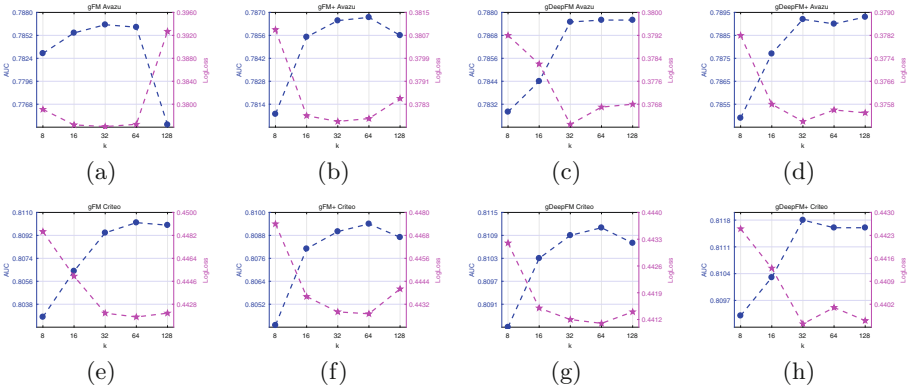 gFM Avazu
0.7880
0.7852
0.7824
0.7796
0.7768
AUC
0.3960
0.3920
0.3880
0.3840
0.3800
LogLoss
8 16 32 64 128
k
(a)
gFM+ Avazu
0.7870
0.7856
0.7842
0.7828
0.7814
AUC
0.3815
0.3807
0.3799
0.3791
0.3783
LogLoss
8 16 32 64 128
k
(b)
gDeepFM Avazu
0.7880
0.7868
0.7856
0.7844
0.7832
AUC
0.3800
0.3792
0.3784
0.3776
0.3768
LogLoss
8 16 32 64 128
k
(c)
gDeepFM+ Avazu
0.7895
0.7885
0.7875
0.7865
0.7855
AUC
0.3790
0.3782
0.3774
0.3766
0.3758
LogLoss
8 16 32 64 128
k
(d)
gFM Criteo
0.8110
0.8092
0.8074
0.8056
0.8038
AUC
0.4500
0.4482
0.4464
0.4446
0.4428
LogLoss
8 16 32 64 128
k
(e)
gFM+ Criteo
0.8100
0.8088
0.8076
0.8064
0.8052
AUC
0.4480
0.4468
0.4456
0.4444
0.4432
LogLoss
8 16 32 64 128
k
(f)
gDeepFM Criteo
0.8115
0.8109
0.8103
0.8097
0.8091
AUC
0.4440
0.4433
0.4426
0.4419
0.4412
LogLoss
8 16 32 64 128
k
(g)
gDeepFM+ Criteo
0.8118
0.8111
0.8104
0.8097
AUC
0.4430
0.4423
0.4416
0.4409
0.4402
LogLoss
8 16 32 64 128
k
(h)